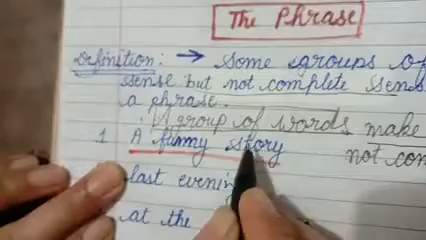 The Phrase
Definition: → Some groups of
sense but not complete sens
a phrase.
A group of words make
1 A funny story not com
last evenin
at the